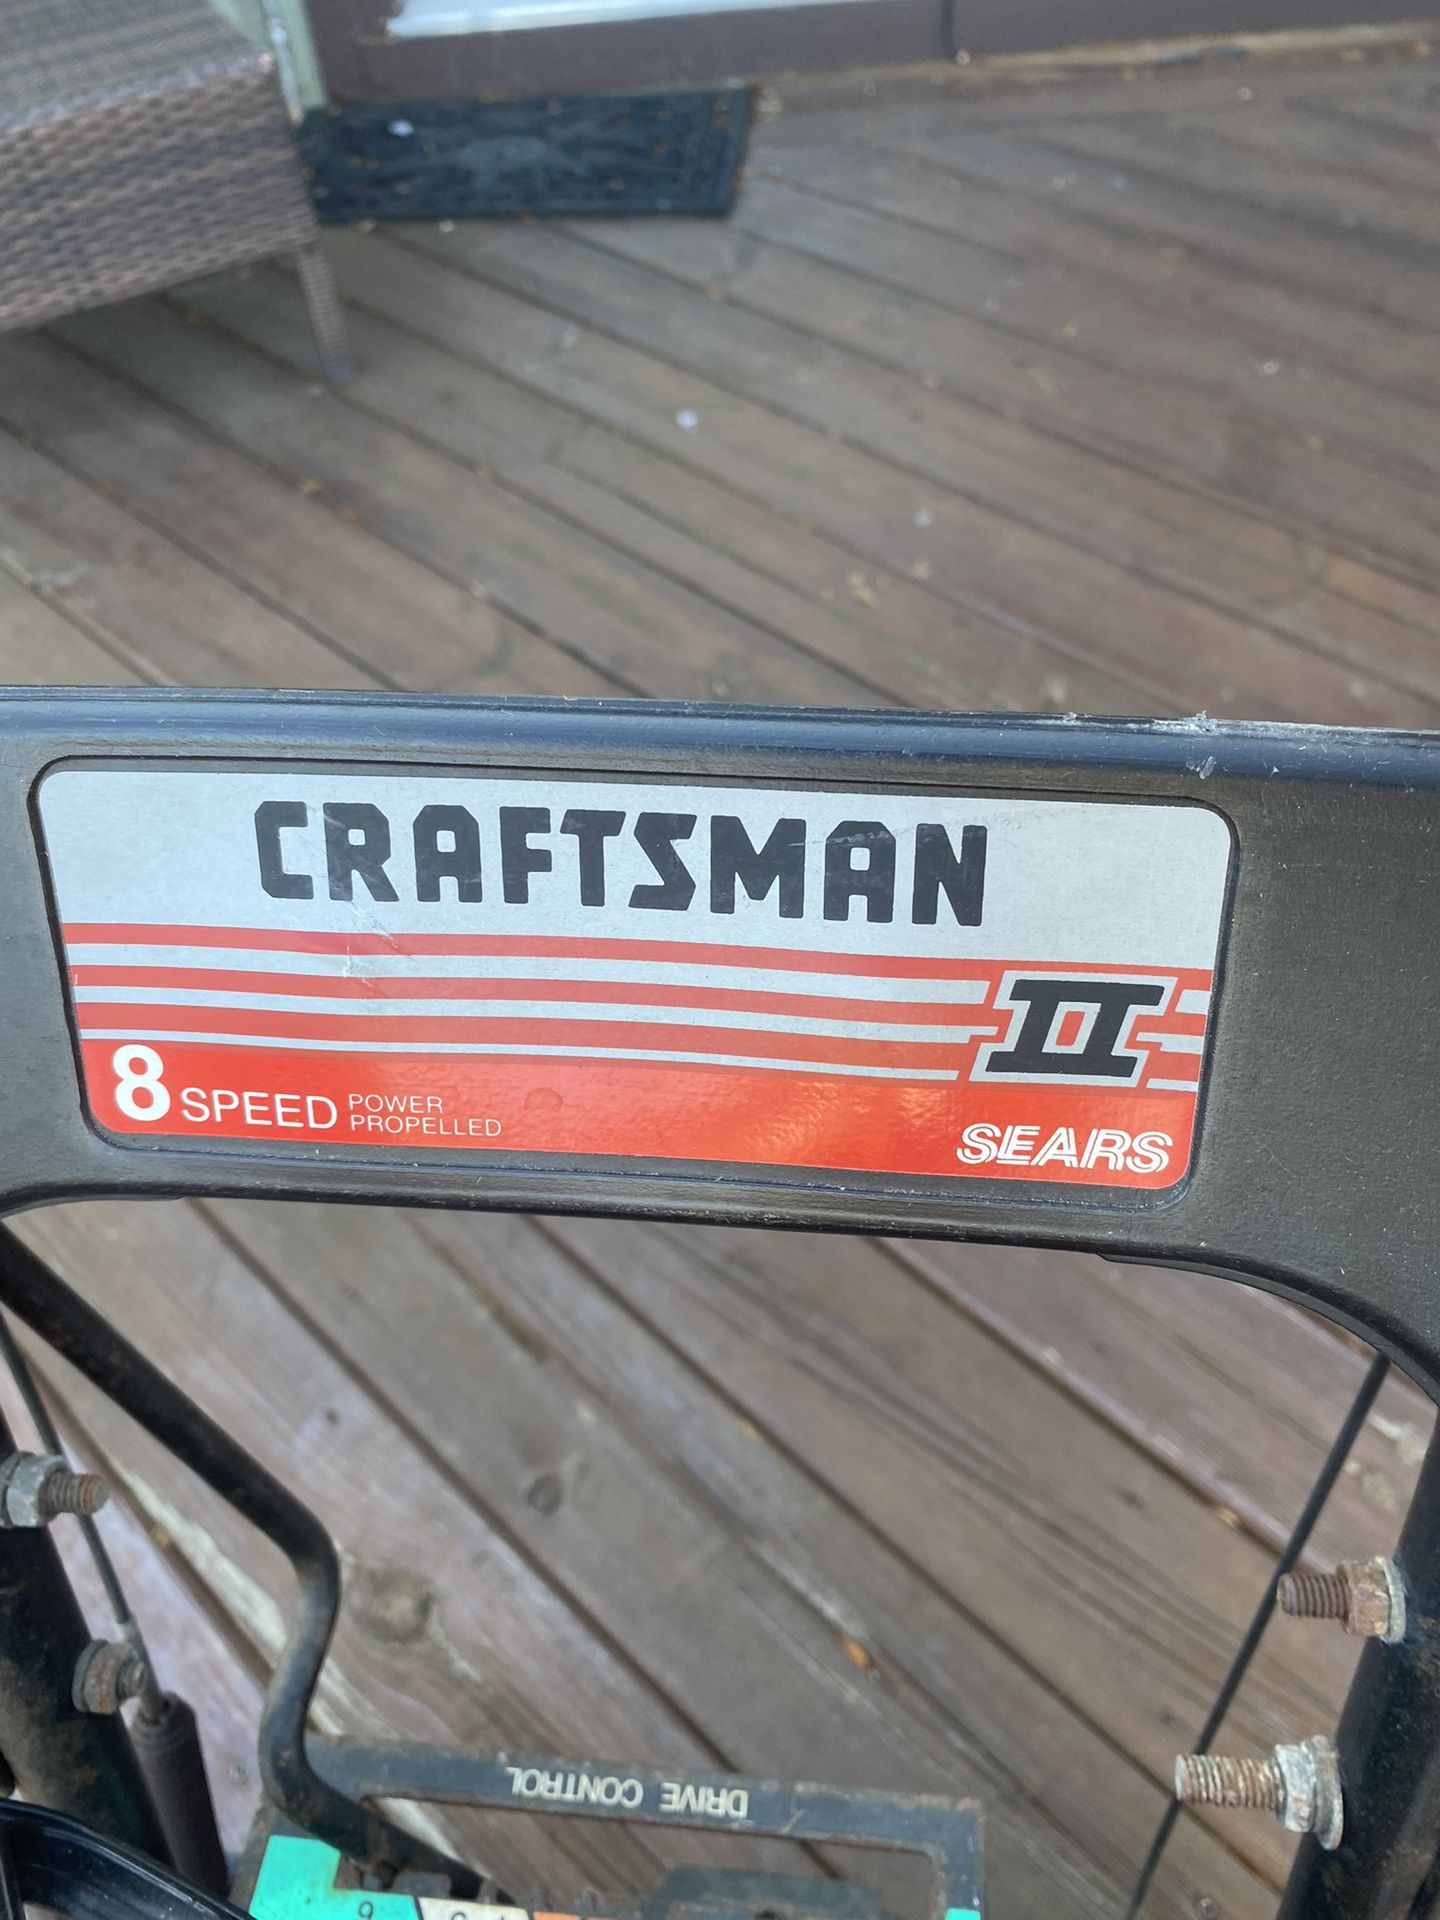 CRAFTSMAN
II
8 SPEED POWER PROPELLED
SEARS
DRIVE CONTROL